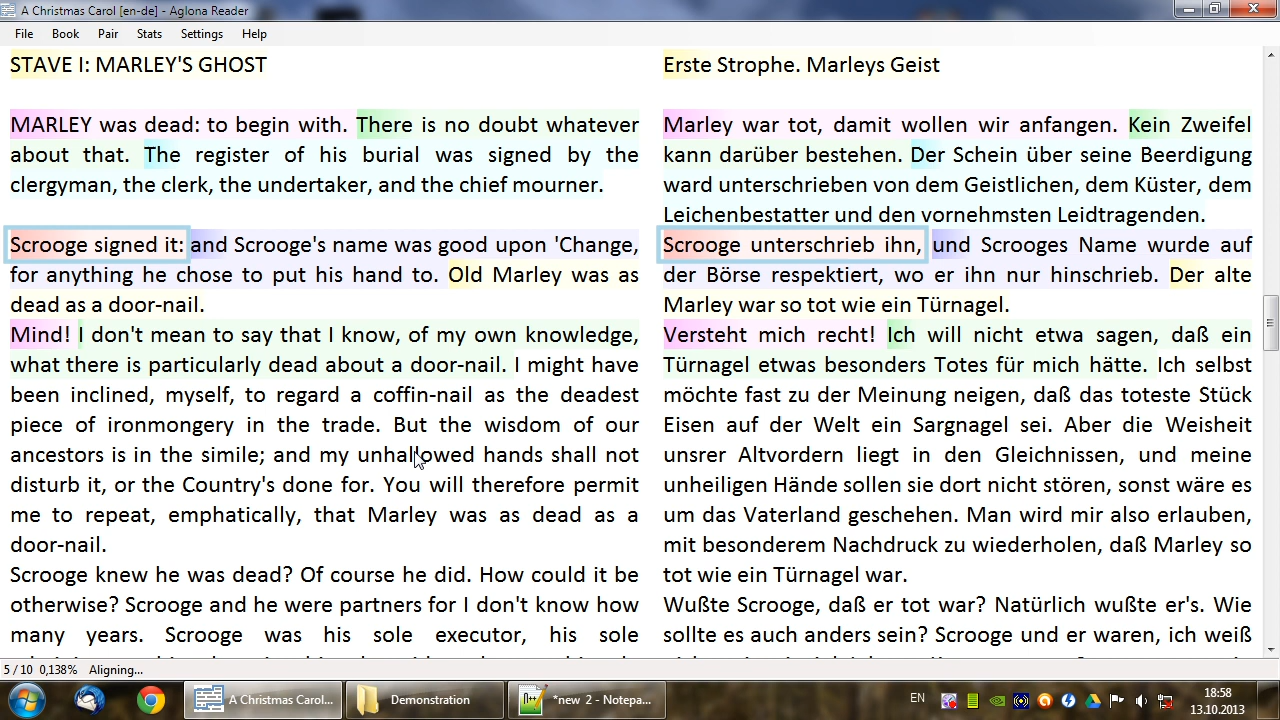 A Christmas Carol [en-de] - Aglona Reader
File Book Pair Stats Settings Help
STAVE I: MARLEY'S GHOST
MARLEY was dead: to begin with. There is no doubt whatever
about that. The register of his burial was signed by the
clergyman, the clerk, the undertaker, and the chief mourner.
Scrooge signed it: and Scrooge's name was good upon 'Change,
for anything he chose to put his hand to. Old Marley was as
dead as a door-nail.
Mind! I don't mean to say that I know, of my own knowledge,
what there is particularly dead about a door-nail. I might have
been inclined, myself, to regard a coffin-nail as the deadest
piece of ironmongery in the trade. But the wisdom of our
ancestors is in the simile; and my unhallowed hands shall not
disturb it, or the Country's done for. You will therefore permit
me to repeat, emphatically, that Marley was as dead as a
door-nail.
Scrooge knew he was dead? Of course he did. How could it be
otherwise? Scrooge and he were partners for I don't know how
many years. Scrooge was his sole executor, his sole
Erste Strophe. Marleys Geist
Marley war tot, damit wollen wir anfangen. Kein Zweifel
kann darüber bestehen. Der Schein über seine Beerdigung
ward unterschrieben von dem Geistlichen, dem Küster, dem
Leichenbestatter und den vornehmsten Leidtragenden.
Scrooge unterschrieb ihn, und Scrooges Name wurde auf
der Börse respektiert, wo er ihn nur hinschrieb. Der alte
Marley war so tot wie ein Türnagel.
Versteht mich recht! Ich will nicht etwa sagen, daß ein
Türnagel etwas besonders Totes für mich hätte. Ich selbst
möchte fast zu der Meinung neigen, daß das toteste Stück
Eisen auf der Welt ein Sargnagel sei. Aber die Weisheit
unsrer Altvordern liegt in den Gleichnissen, und meine
unheiligen Hände sollen sie dort nicht stören, sonst wäre es
um das Vaterland geschehen. Man wird mir also erlauben,
mit besonderem Nachdruck zu wiederholen, daß Marley so
tot wie ein Türnagel war.
Wußte Scrooge, daß er tot war? Natürlich wußte er's. Wie
sollte es auch anders sein? Scrooge und er waren, ich weiß
5 / 10 0,138% Aligning...
A Christmas Carol... Demonstration *new 2 - Notepa... EN 18:58
13.10.2013